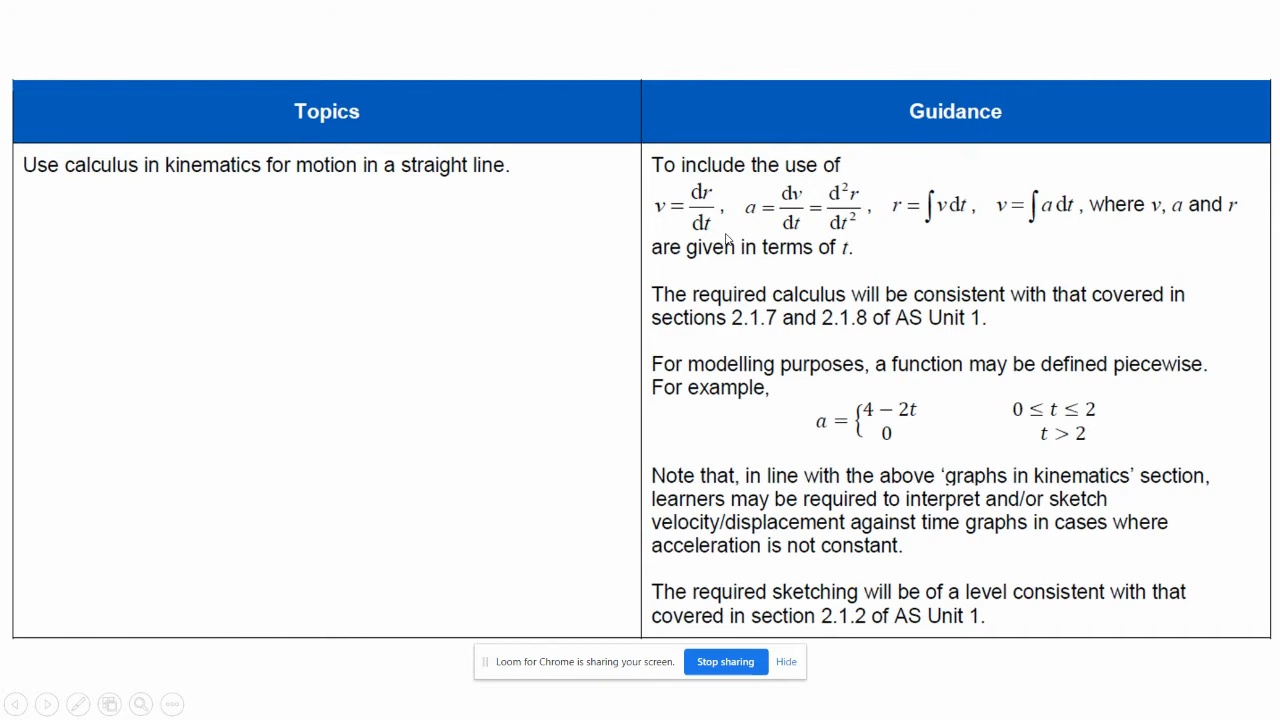 Topics
Guidance
Use calculus in kinematics for motion in a straight line.
To include the use of
v = dr/dt, a = dv/dt = d²r/dt², r = ∫v dt, v = ∫a dt, where v, a and r
are given in terms of t.
The required calculus will be consistent with that covered in
sections 2.1.7 and 2.1.8 of AS Unit 1.
For modelling purposes, a function may be defined piecewise.
For example,
a = { 4 − 2t 0 ≤ t ≤ 2
0 t > 2
Note that, in line with the above ‘graphs in kinematics’ section,
learners may be required to interpret and/or sketch
velocity/displacement against time graphs in cases where
acceleration is not constant.
The required sketching will be of a level consistent with that
covered in section 2.1.2 of AS Unit 1.
Loom for Chrome is sharing your screen. Stop sharing Hide